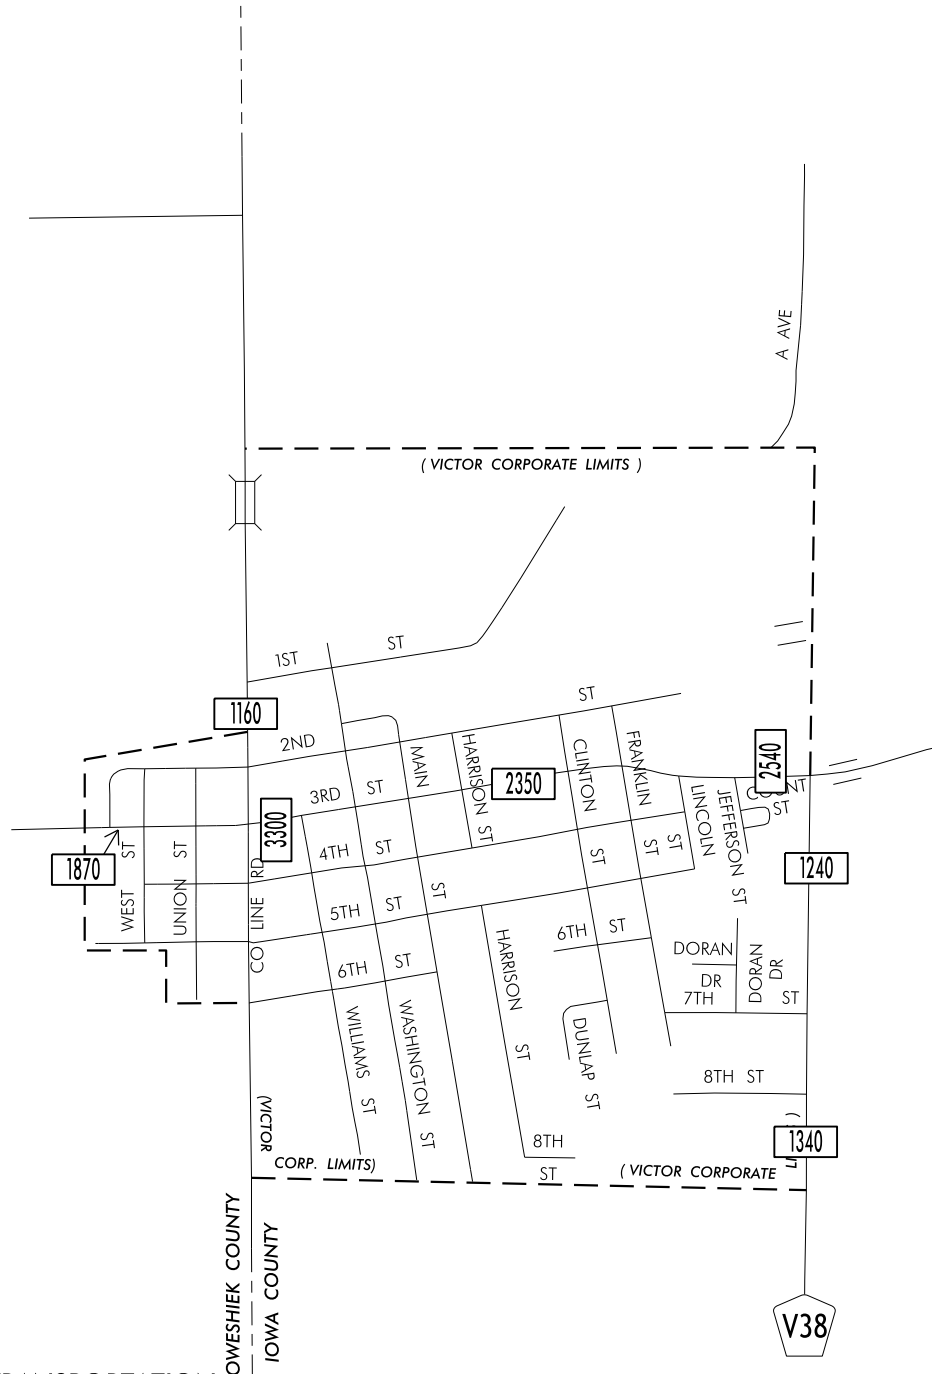 A AVE
( VICTOR CORPORATE LIMITS )
1ST ST
1160
2ND ST
MAIN ST
HARRISON ST
CLINTON ST
FRANKLIN ST
2540
2350
3RD ST
3300
LINCOLN ST
JEFFERSON ST
ST
4TH ST
1870
1240
WEST ST
UNION ST
CO LINE RD
5TH ST
6TH ST
6TH ST
HARRISON ST
DORAN DR
DORAN DR
7TH ST
WILLIAMS ST
WASHINGTON ST
DUNLAP ST
8TH ST
(VICTOR
CORP. LIMITS)
8TH ST
( VICTOR CORPORATE
1340
OWESHIEK COUNTY
IOWA COUNTY
V38